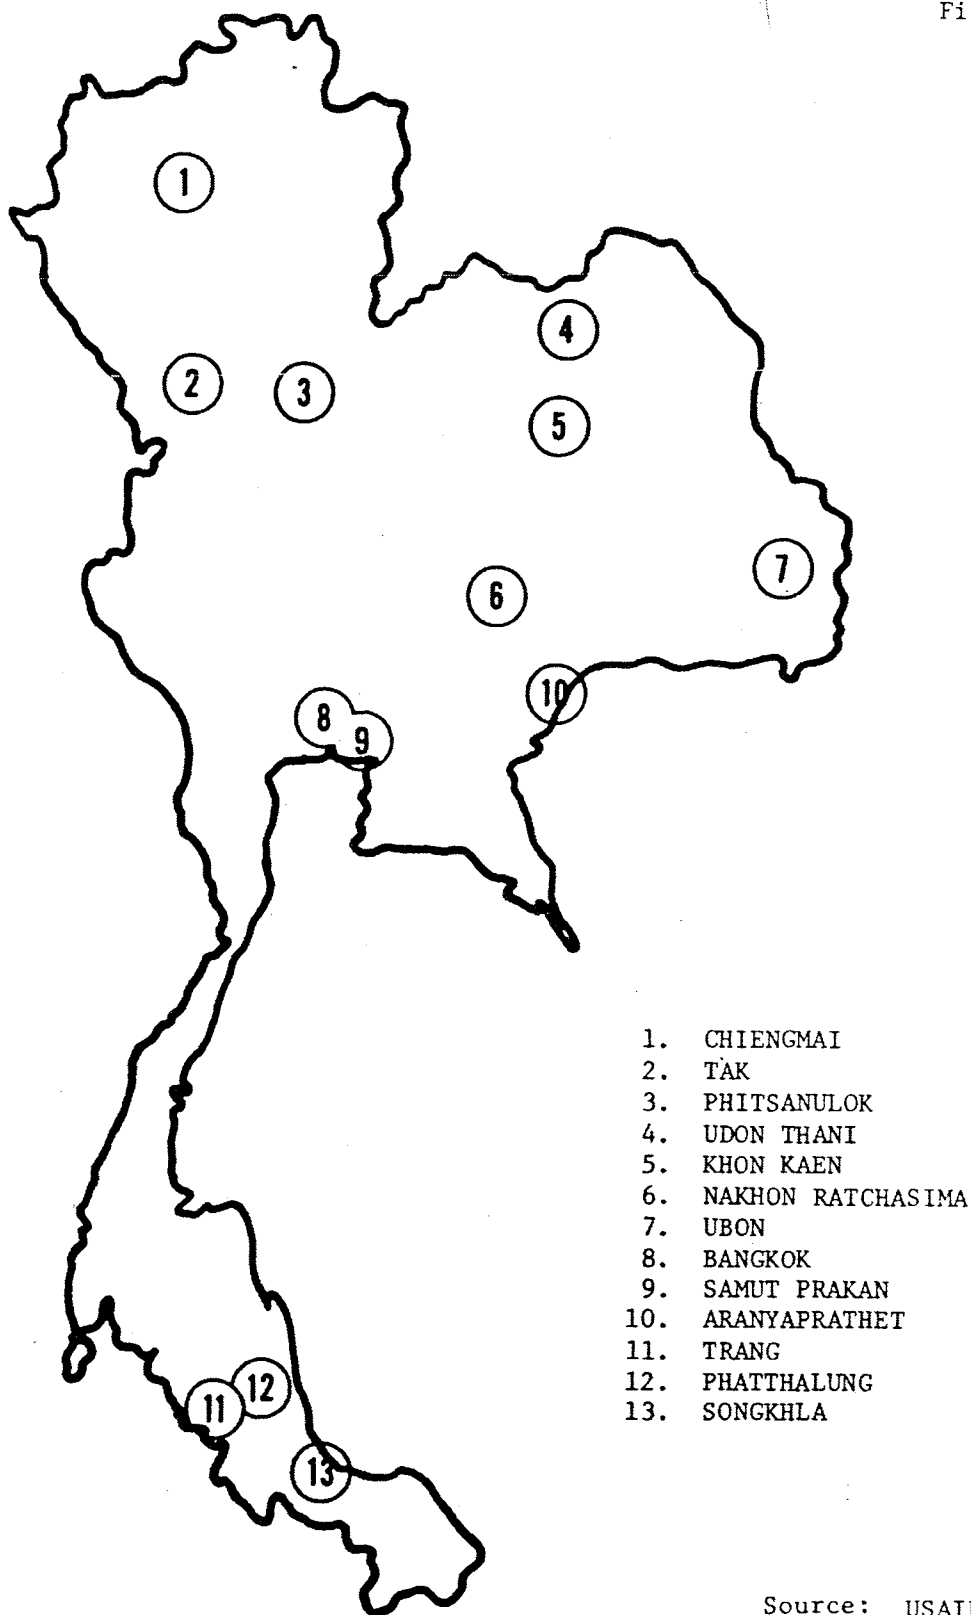 Fi
1
2
3
4
5
6
7
8
9
10
11
12
13
1. CHIENGMAI
2. TAK
3. PHITSANULOK
4. UDON THANI
5. KHON KAEN
6. NAKHON RATCHASIMA
7. UBON
8. BANGKOK
9. SAMUT PRAKAN
10. ARANYAPRATHET
11. TRANG
12. PHATTHALUNG
13. SONGKHLA
Source: USAI